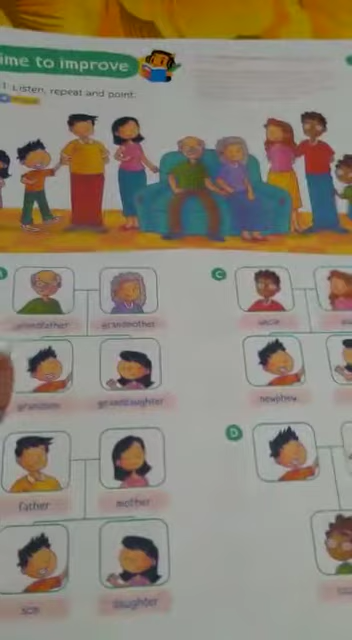 ime to improve
1 Listen, repeat and point.
C
grandfather
grandmother
uncle
grandson
granddaughter
nephew
D
father
mother
son
daughter